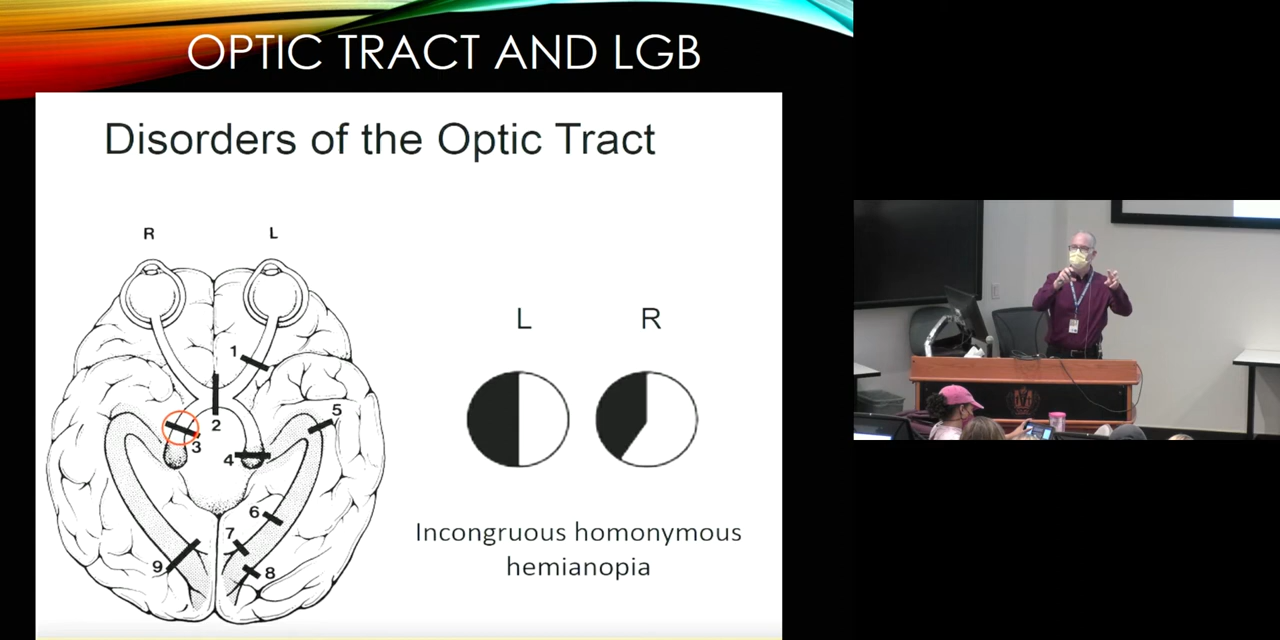 OPTIC TRACT AND LGB
Disorders of the Optic Tract
R L
L R
1
2
3
4
5
6
7
8
9
Incongruous homonymous
hemianopia